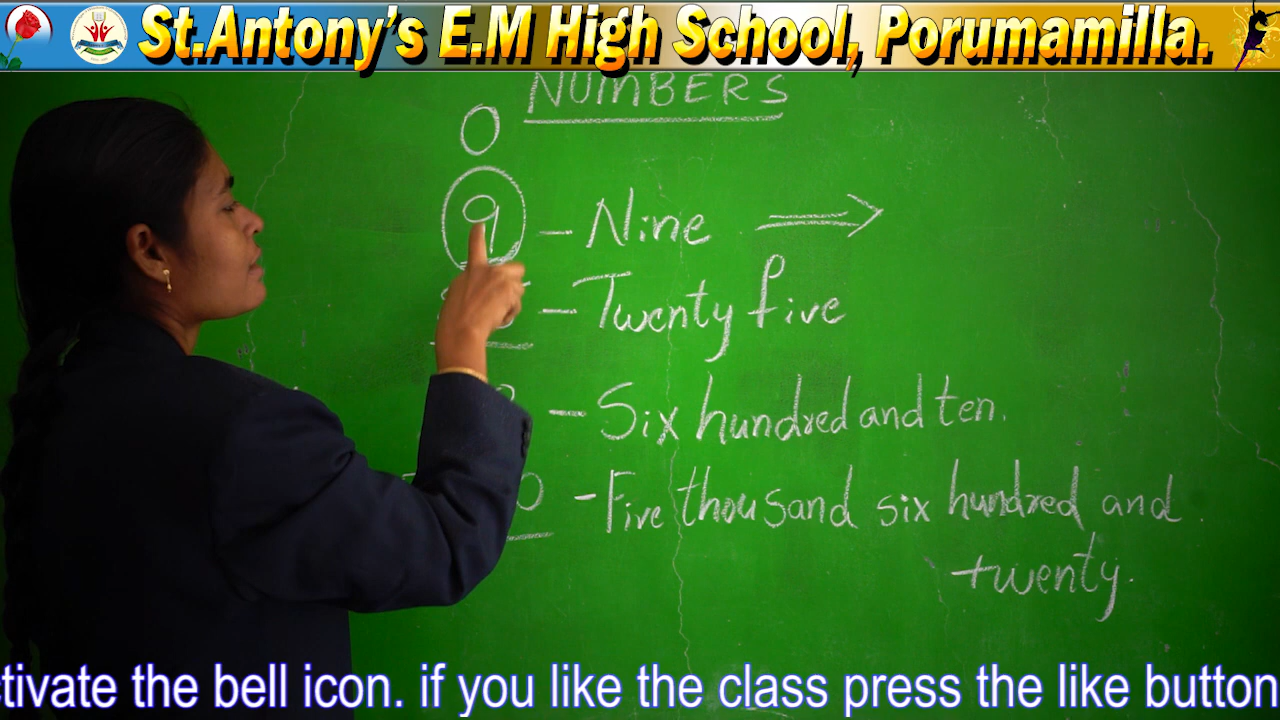 St.Antony's E.M High School, Porumamilla.
NUMBERS
0
9 – Nine
– Twenty five
– Six hundred and ten.
0 – Five thousand six hundred and
twenty.
tivate the bell icon. if you like the class press the like button